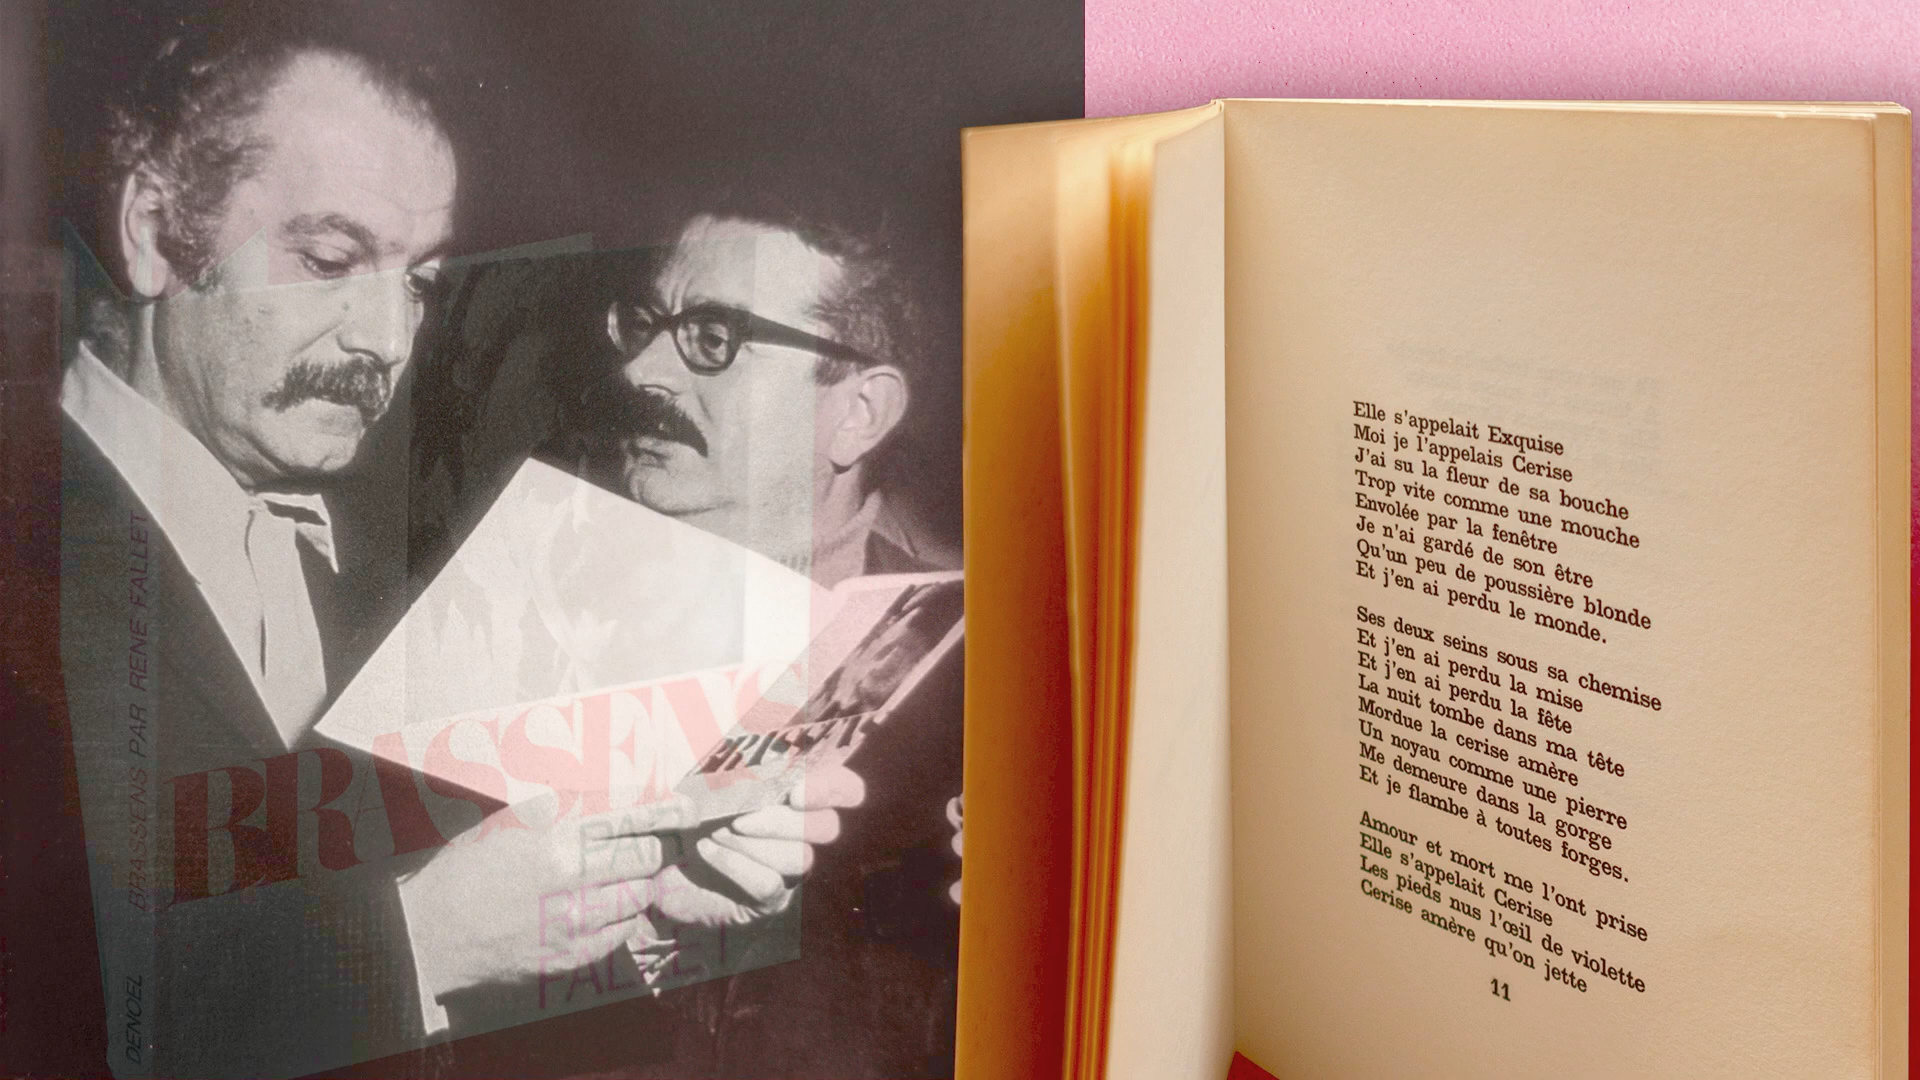 BRASSENS PAR RENE FALLET
DENOEL
BRASSENS
PAR
RENE
FALLET
BRASSEN
Elle s'appelait Exquise
Moi je l'appelais Cerise
J'ai su la fleur de sa bouche
Trop vite comme une mouche
Envolée par la fenêtre
Je n'ai gardé de son être
Qu'un peu de poussière blonde
Et j'en ai perdu le monde.
Ses deux seins sous sa chemise
Et j'en ai perdu la mise
Et j'en ai perdu la fête
La nuit tombe dans ma tête
Mordue la cerise amère
Un noyau comme une pierre
Me demeure dans la gorge
Et je flambe à toutes forges.
Amour et mort me l'ont prise
Elle s'appelait Cerise
Les pieds nus l'œil de violette
Cerise amère qu'on jette
11